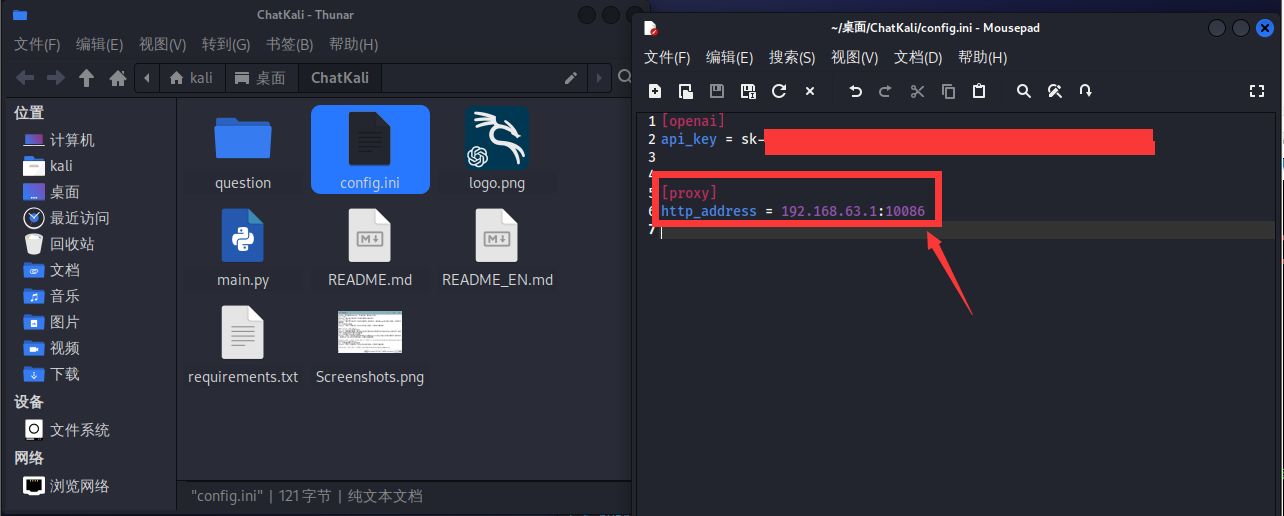 ChatKali - Thunar
文件(F) 编辑(E) 视图(V) 转到(G) 书签(B) 帮助(H)
kali 桌面 ChatKali
位置
计算机
kali
桌面
最近访问
回收站
文档
音乐
图片
视频
下载
设备
文件系统
网络
浏览网络
question config.ini logo.png
main.py README.md README_EN.md
requirements.txt Screenshots.png
"config.ini" | 121 字节 | 纯文本文档
~/桌面/ChatKali/config.ini - Mousepad
文件(F) 编辑(E) 搜索(S) 视图(V) 文档(D) 帮助(H)
1 [openai]
2 api_key = sk-
3
4
5 [proxy]
6 http_address = 192.168.63.1:10086
7